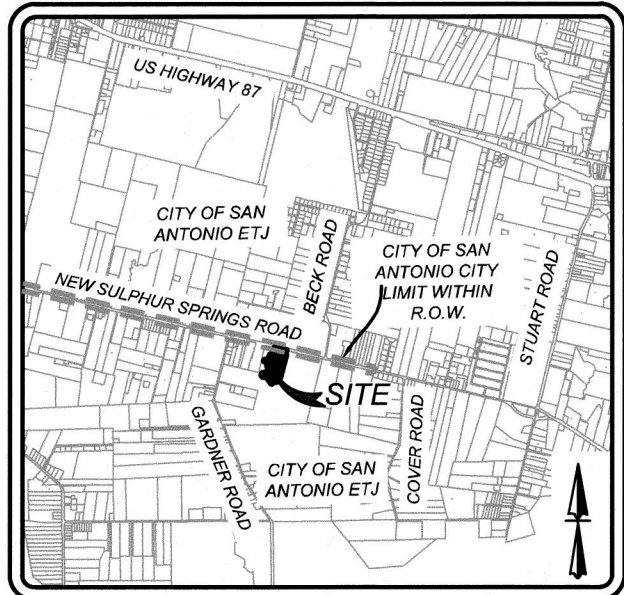 US HIGHWAY 87
CITY OF SAN
ANTONIO ETJ
BECK ROAD
CITY OF SAN
ANTONIO CITY
LIMIT WITHIN
R.O.W.
STUART ROAD
NEW SULPHUR SPRINGS ROAD
SITE
GARDNER ROAD
CITY OF SAN
ANTONIO ETJ
COVER ROAD